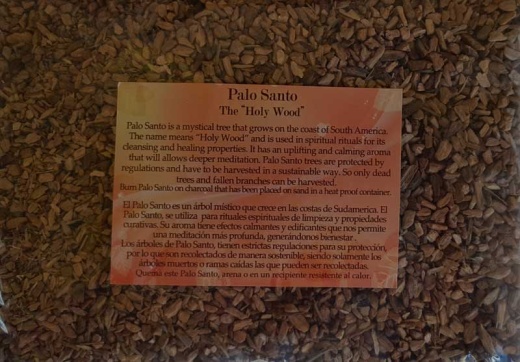 Palo Santo
The "Holy Wood"
Palo Santo is a mystical tree that grows on the coast of South America.
The name means "Holy Wood" and is used in spiritual rituals for its
cleansing and healing properties. It has an uplifting and calming aroma
that will allows deeper meditation. Palo Santo trees are protected by
regulations and have to be harvested in a sustainable way. So only dead
trees and fallen branches can be harvested.
Burn Palo Santo on charcoal that has been placed on sand in a heat proof container.
El Palo Santo es un árbol místico que crece en las costas de Sudamerica. El
Palo Santo, se utiliza para rituales espirituales de limpieza y propiedades
curativas. Su aroma tiene efectos calmantes y edificantes que nos permite
una meditación más profunda, generándonos bienestar.
Los árboles de Palo Santo, tienen estrictas regulaciones para su protección,
por lo que son recolectados de manera sostenible, siendo solamente los
árboles muertos o ramas caídas las que pueden ser recolectadas.
Quema este Palo Santo, arena o en un recipiente resistente al calor.